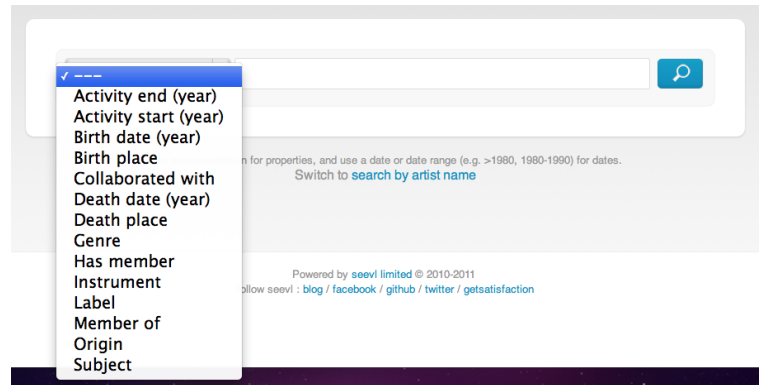 ✓ ---
Activity end (year)
Activity start (year)
Birth date (year)
Birth place
Collaborated with
Death date (year)
Death place
Genre
Has member
Instrument
Label
Member of
Origin
Subject
for properties, and use a date or date range (e.g. >1980, 1980-1990) for dates.
Switch to search by artist name
Powered by seevl limited © 2010-2011
seevl : blog / facebook / github / twitter / getsatisfaction